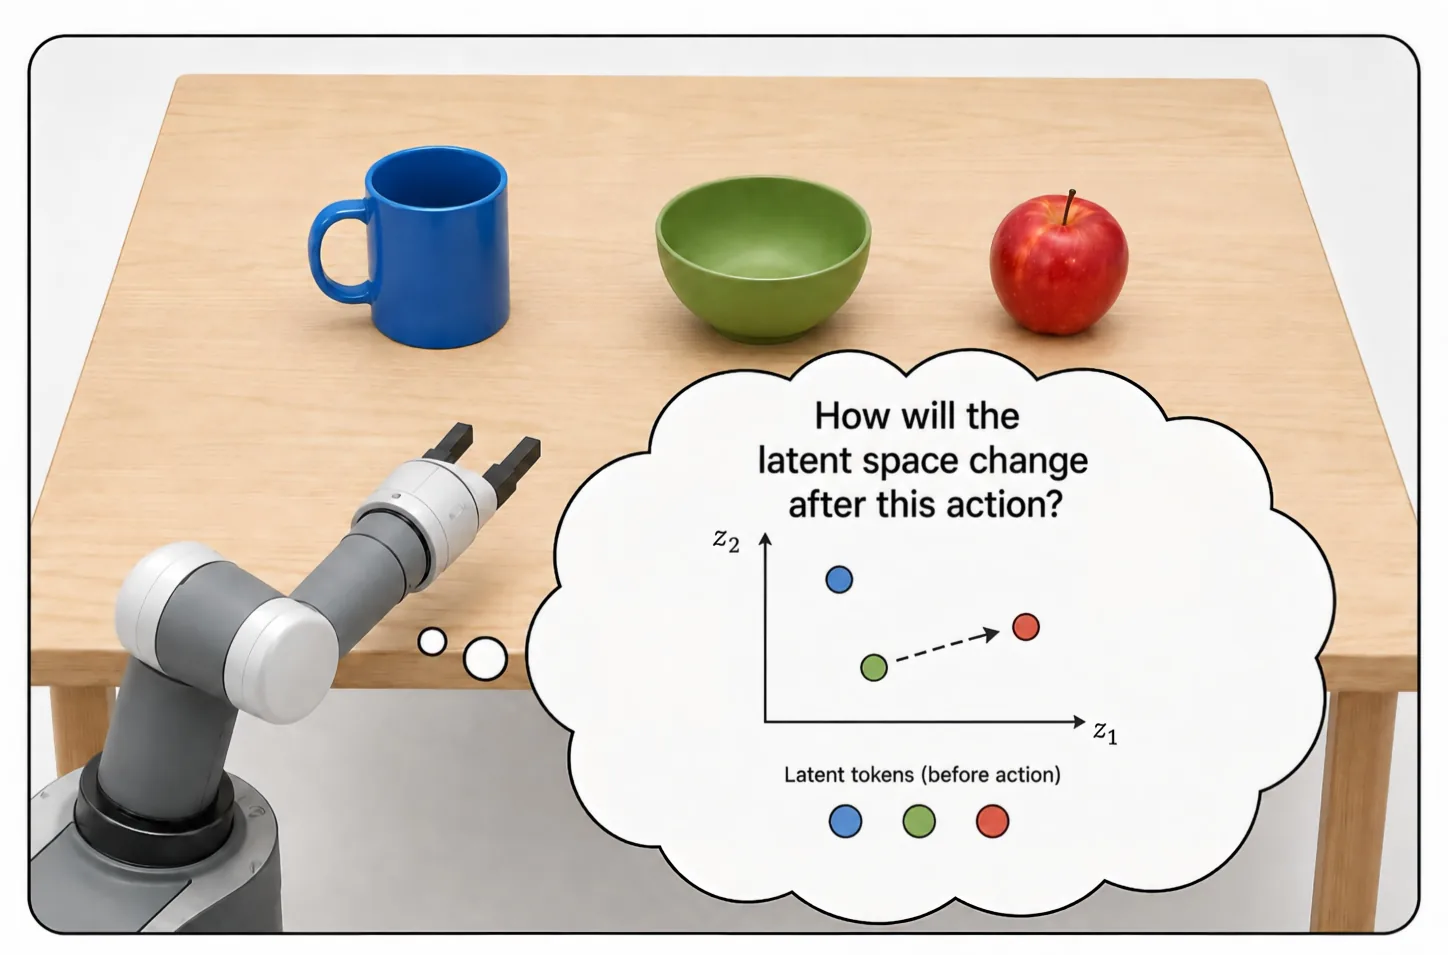 How will the
latent space change
after this action?
z₂
z₁
Latent tokens (before action)